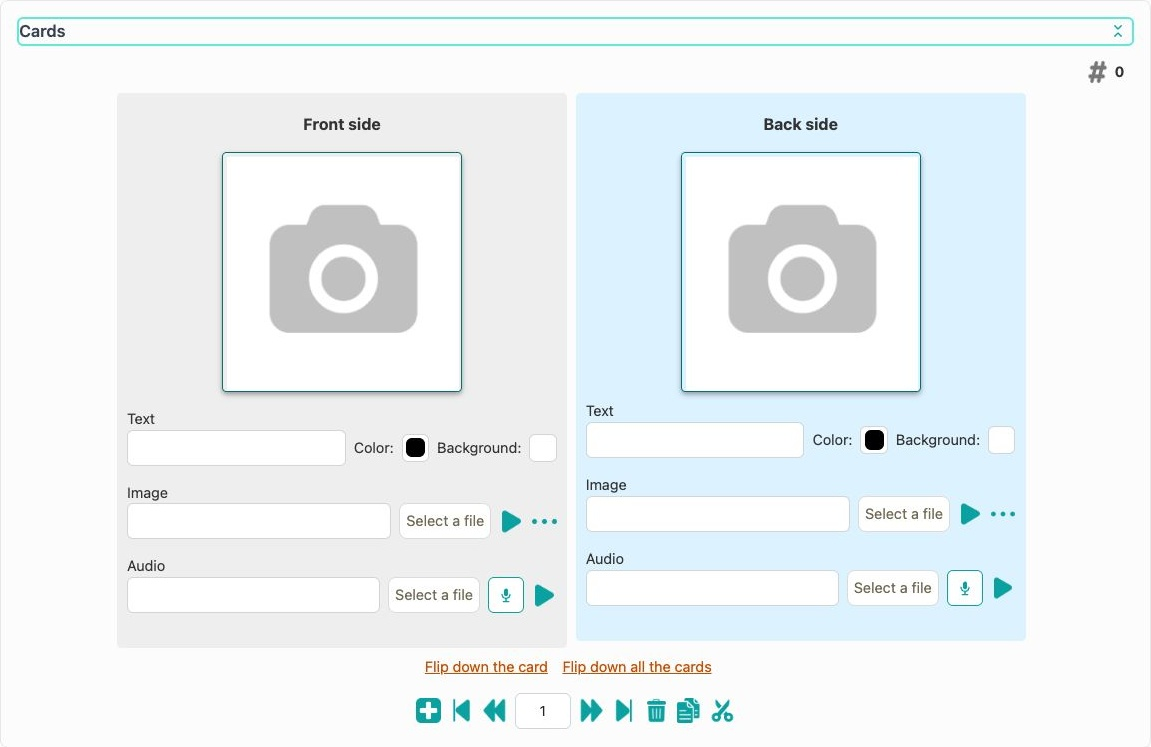 Cards
# 0
Front side
Back side
Text
Color:
Background:
Image
Select a file
Audio
Select a file
Text
Color:
Background:
Image
Select a file
Audio
Select a file
Flip down the card
Flip down all the cards
1